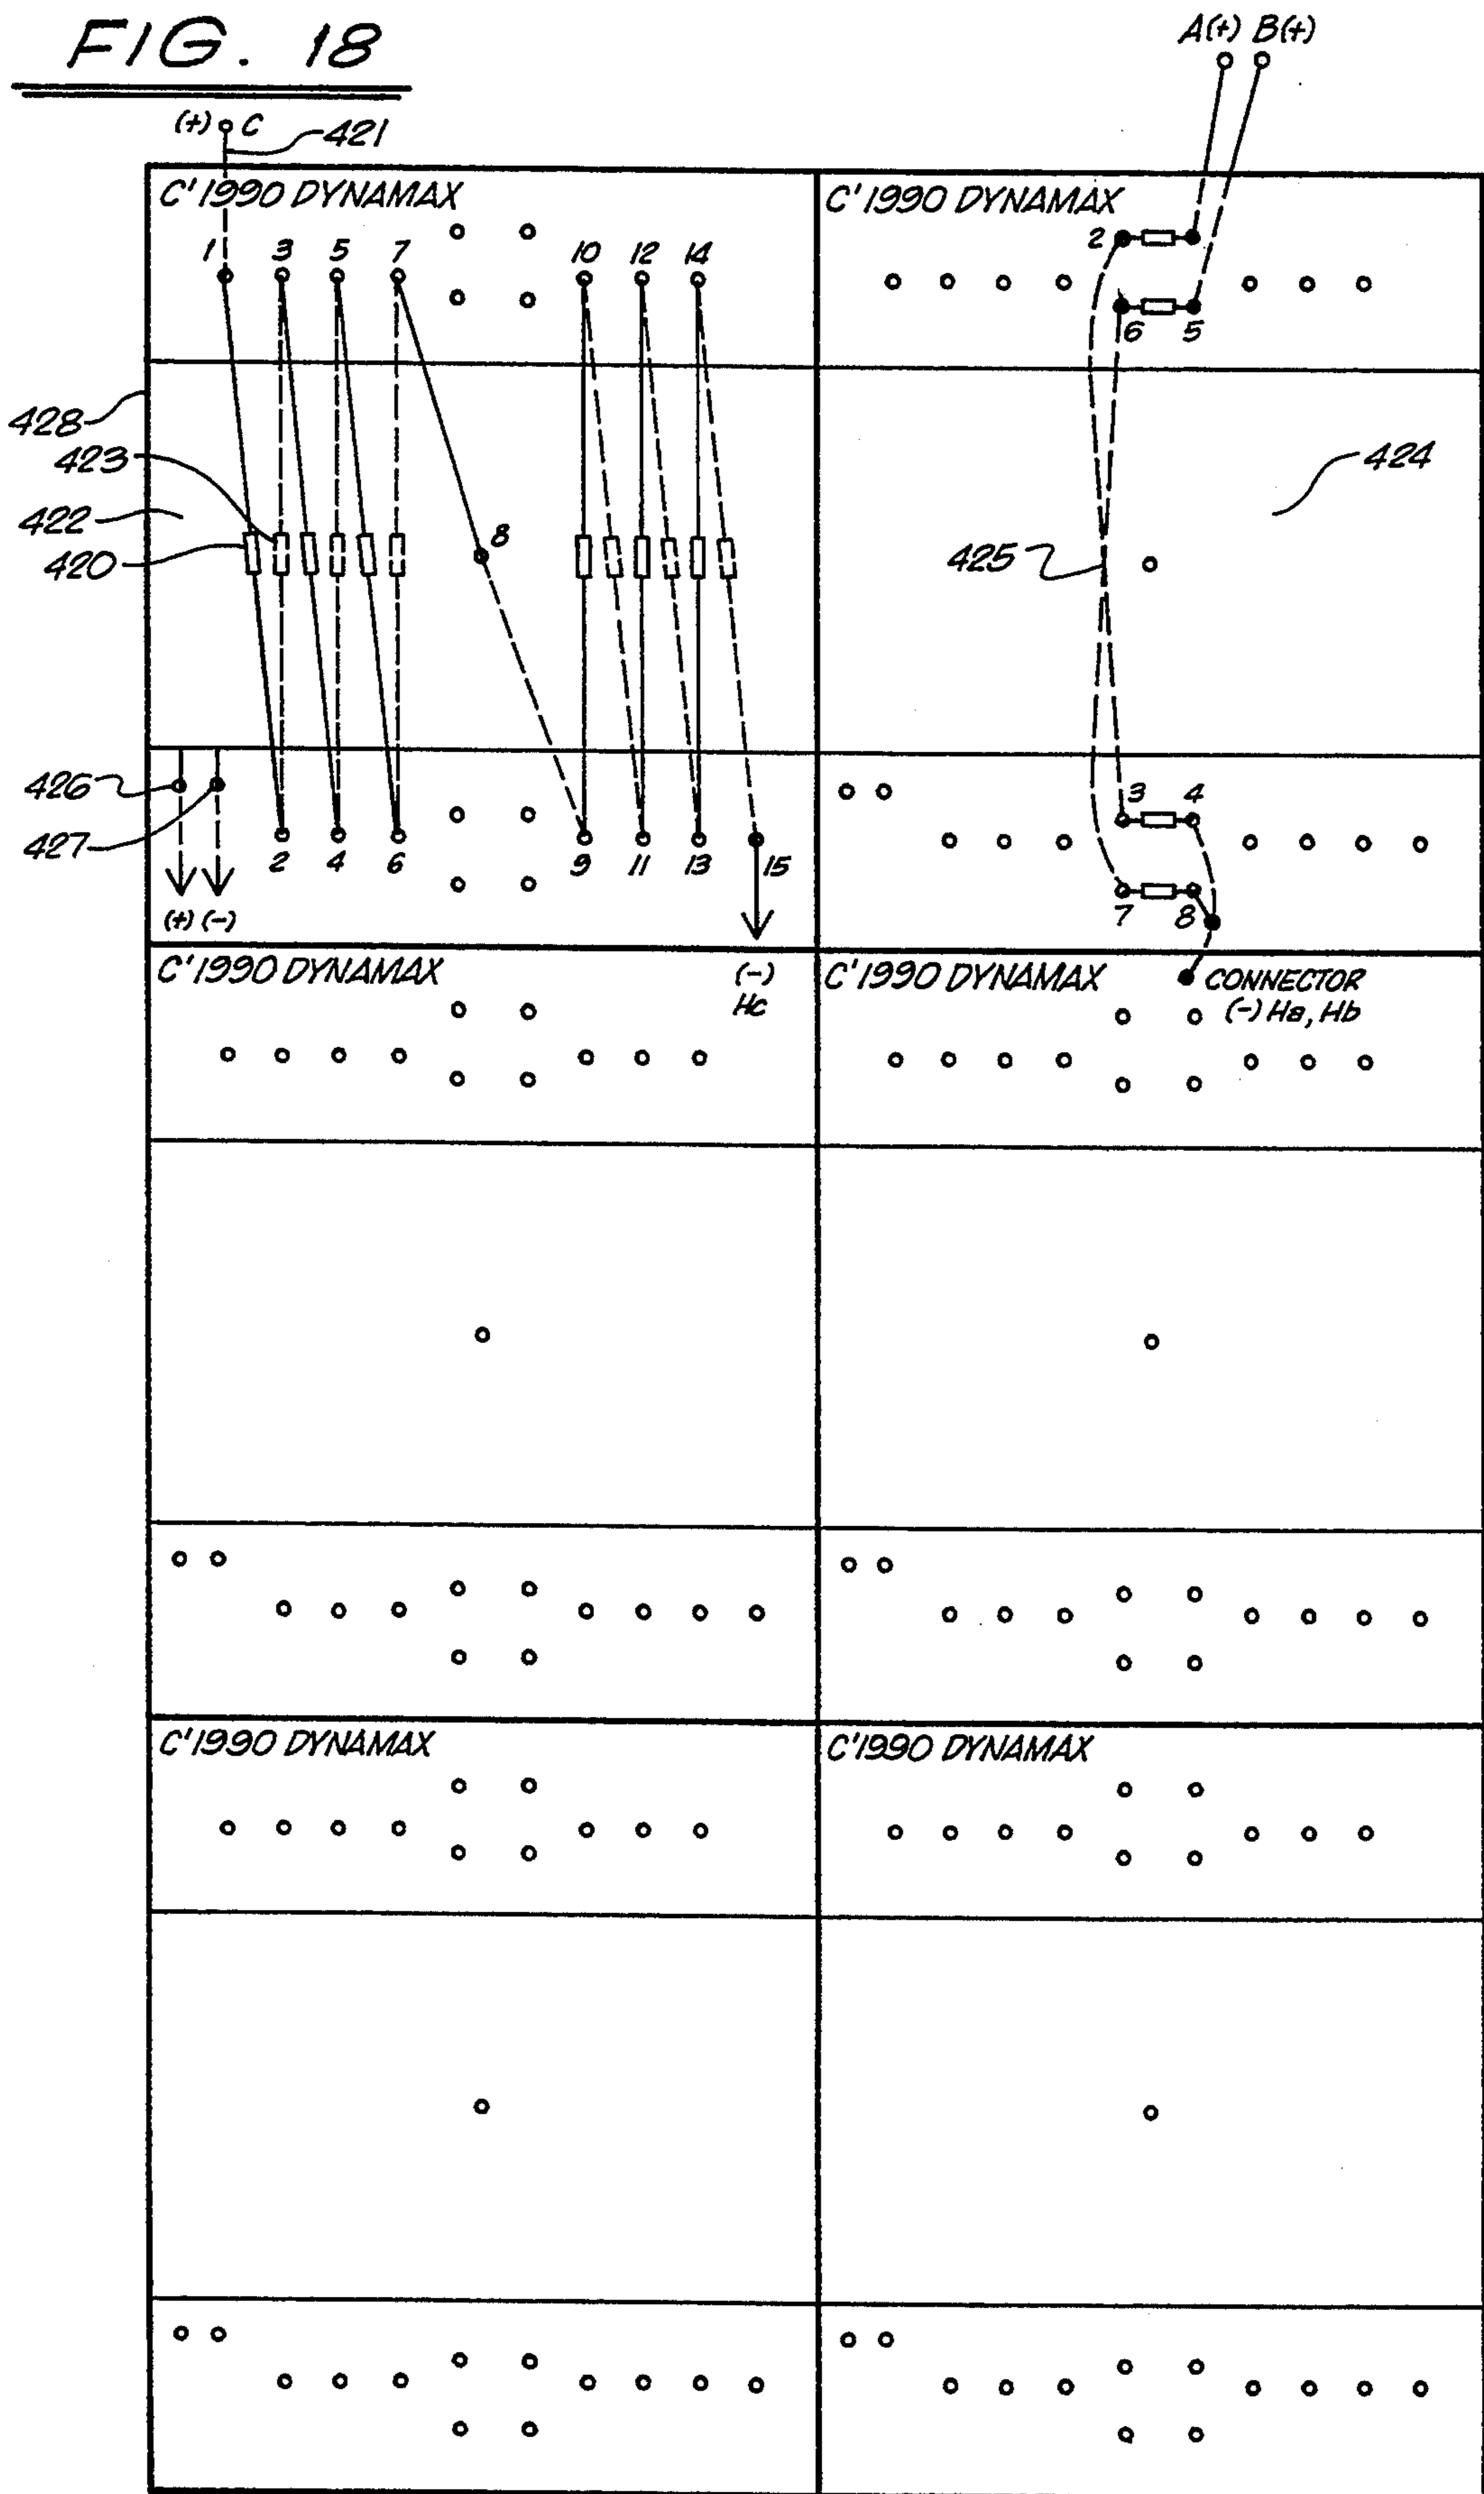 FIG. 18
A(+) B(+)
(+) C 421
C'1990 DYNAMAX
C'1990 DYNAMAX
1 3 5 7 10 12 14
2
6 5
428
423
422
420
8
424
425
426
427
2 4 6 9 11 13 15
(+) (-)
3 4
7 8
C'1990 DYNAMAX
(-)
Hc
C'1990 DYNAMAX
CONNECTOR
(-) Ha, Hb
C'1990 DYNAMAX
C'1990 DYNAMAX